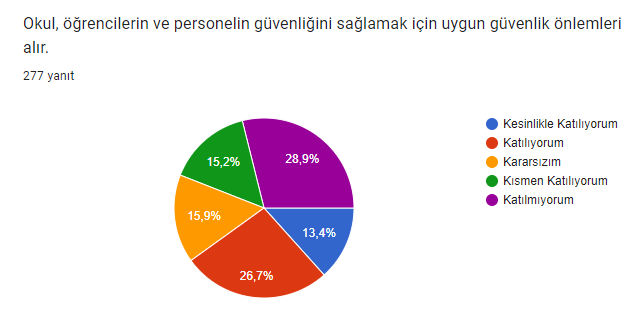 Okul, öğrencilerin ve personelin güvenliğini sağlamak için uygun güvenlik önlemleri
alır.
277 yanıt
Kesinlikle Katılıyorum
Katılıyorum
Kararsızım
Kısmen Katılıyorum
Katılmıyorum
15,2%
28,9%
15,9%
13,4%
26,7%